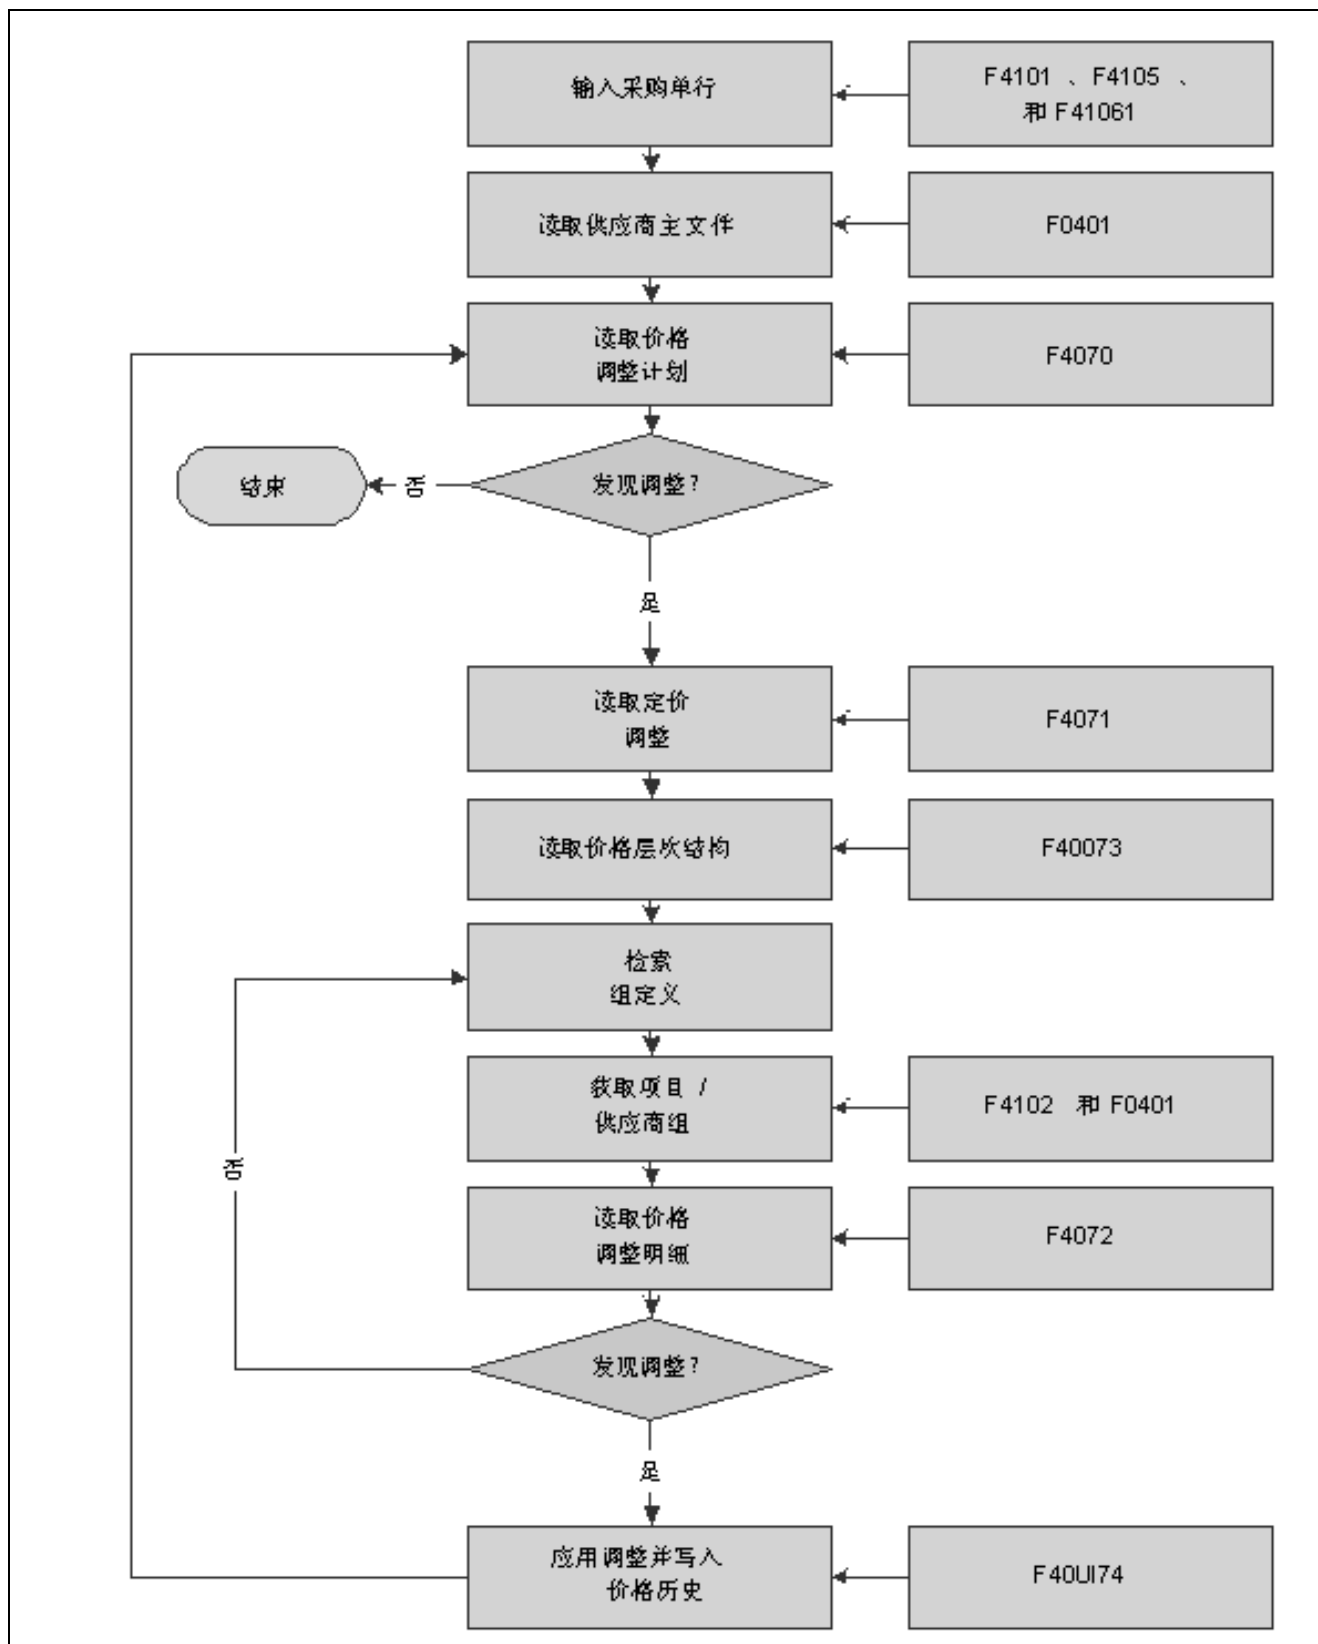 输入采购单行
F4101 、F4105 、
和 F41061
读取供应商主文件
F0401
读取价格
调整计划
F4070
发现调整?
否
结束
是
读取定价
调整
F4071
读取价格层次结构
F40073
检索
组定义
获取项目 /
供应商组
F4102 和 F0401
否
读取价格
调整明细
F4072
发现调整?
是
应用调整并写入
价格历史
F40UI74